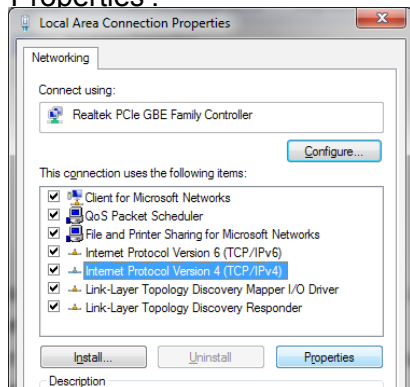 Properties :
Local Area Connection Properties
Networking
Connect using:
Realtek PCIe GBE Family Controller
Configure...
This connection uses the following items:
Client for Microsoft Networks
QoS Packet Scheduler
File and Printer Sharing for Microsoft Networks
Internet Protocol Version 6 (TCP/IPv6)
Internet Protocol Version 4 (TCP/IPv4)
Link-Layer Topology Discovery Mapper I/O Driver
Link-Layer Topology Discovery Responder
Install... Uninstall Properties
Description